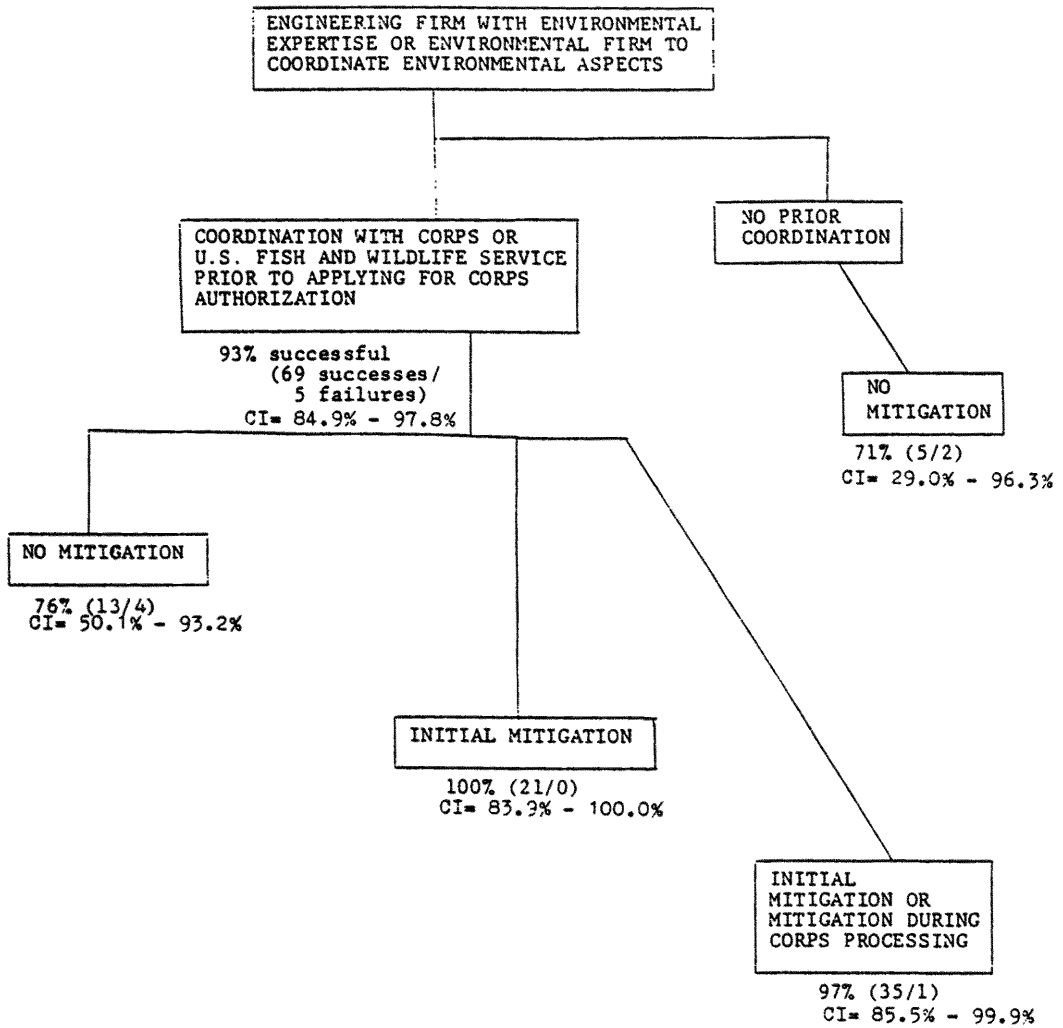 ENGINEERING FIRM WITH ENVIRONMENTAL
EXPERTISE OR ENVIRONMENTAL FIRM TO
COORDINATE ENVIRONMENTAL ASPECTS
NO PRIOR
COORDINATION
COORDINATION WITH CORPS OR
U.S. FISH AND WILDLIFE SERVICE
PRIOR TO APPLYING FOR CORPS
AUTHORIZATION
93% successful
(69 successes/
5 failures)
CI= 84.9% - 97.8%
NO
MITIGATION
71% (5/2)
CI= 29.0% - 96.3%
NO MITIGATION
76% (13/4)
CI= 50.1% - 93.2%
INITIAL MITIGATION
100% (21/0)
CI= 83.9% - 100.0%
INITIAL
MITIGATION OR
MITIGATION DURING
CORPS PROCESSING
97% (35/1)
CI= 85.5% - 99.9%